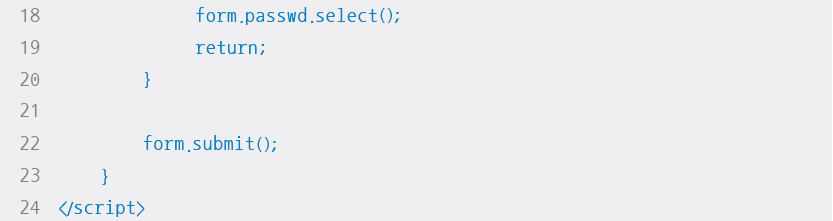 18 form.passwd.select();
19 return;
20 }
21
22 form.submit();
23 }
24 </script>